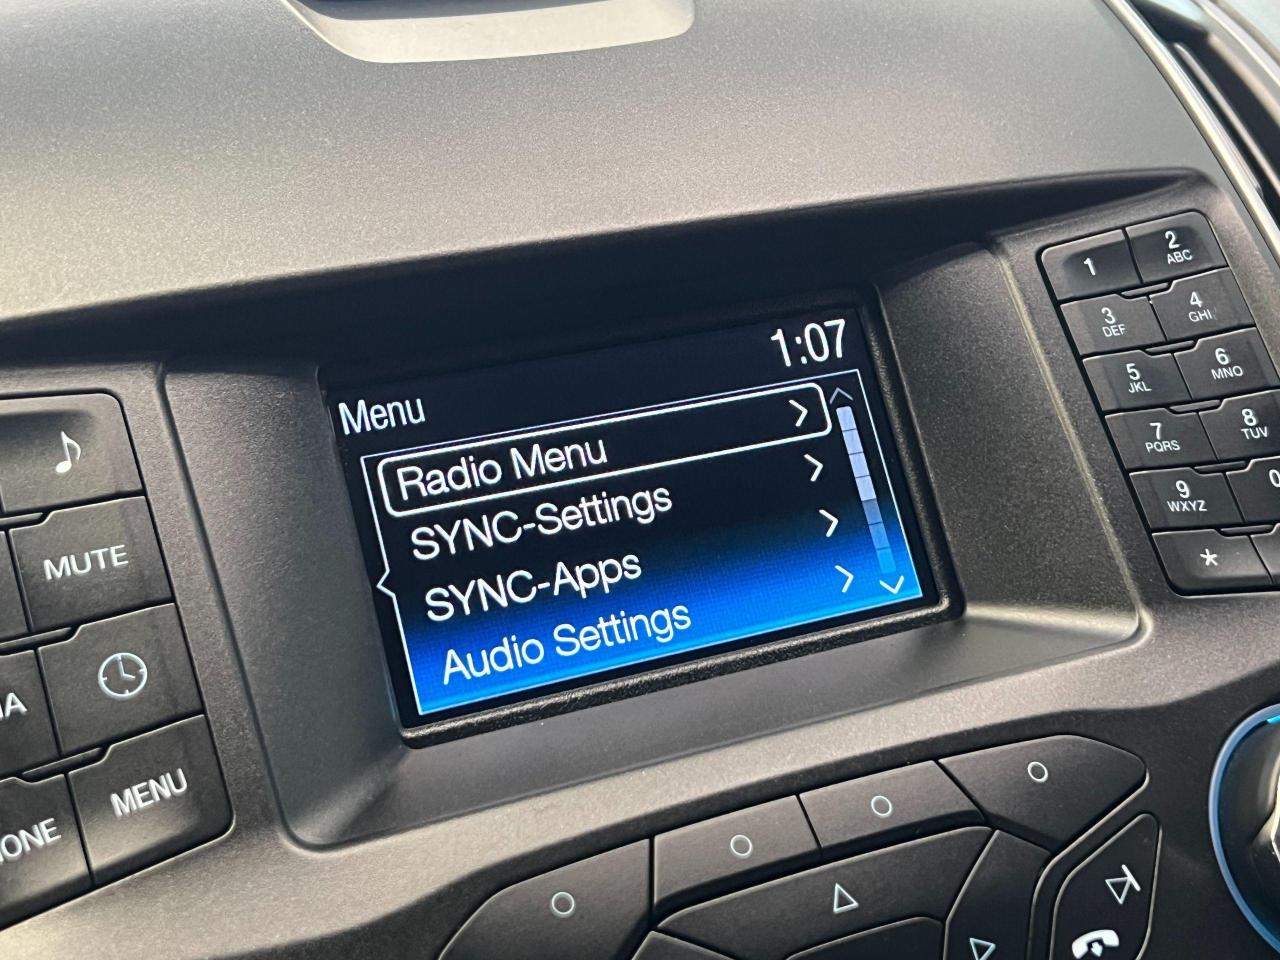 1:07
Menu
Radio Menu
SYNC-Settings
SYNC-Apps
Audio Settings
MUTE
MENU
1
2
ABC
3
DEF
4
GHI
5
JKL
6
MNO
7
PQRS
8
TUV
9
WXYZ
0
*